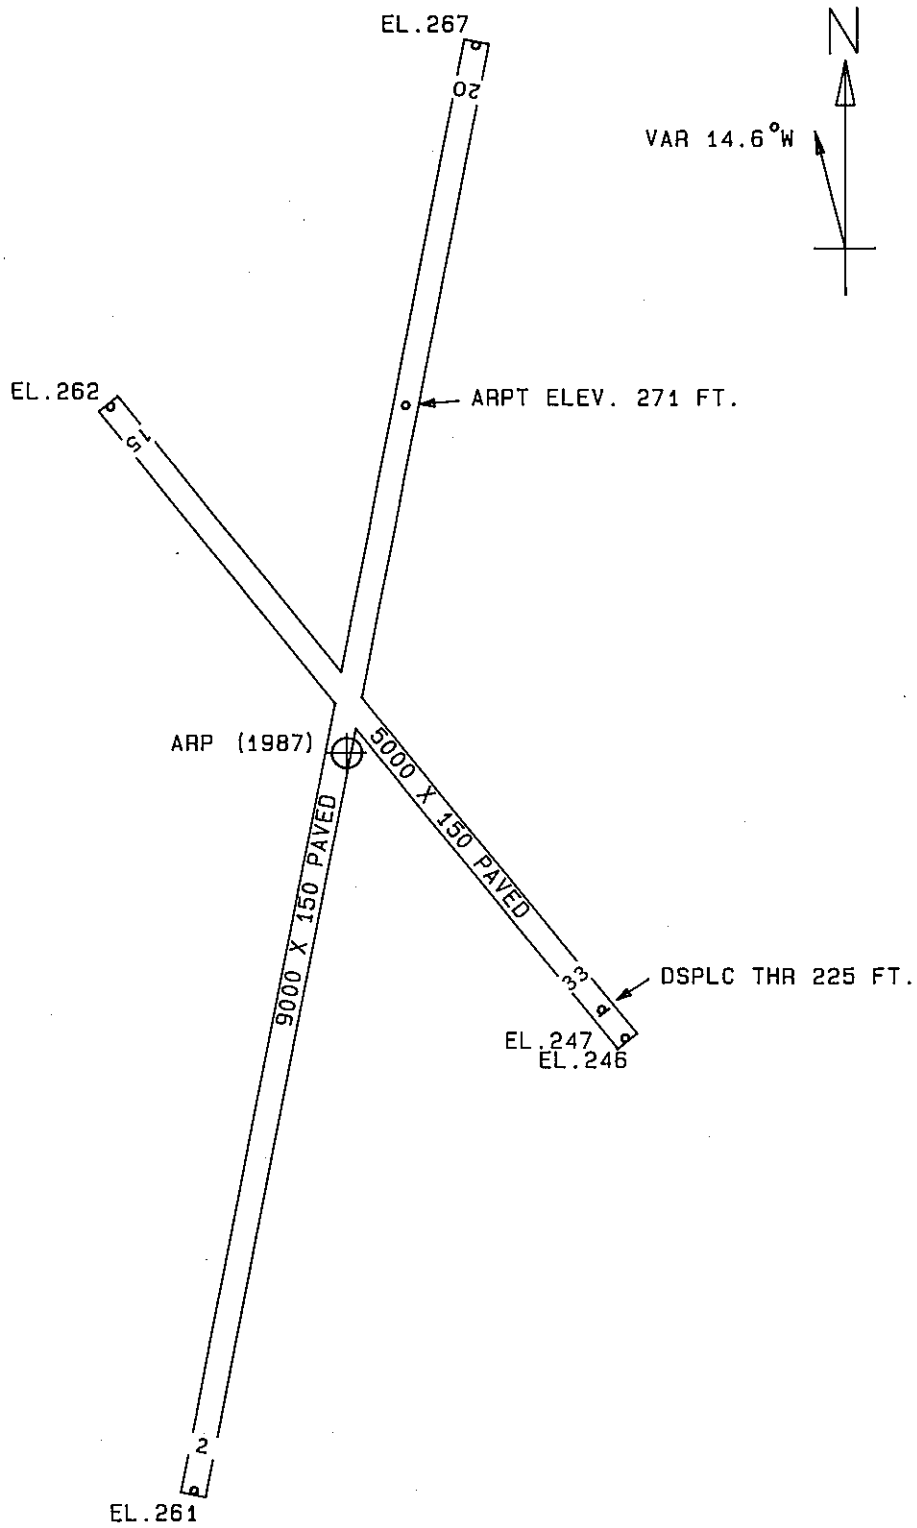 EL.267
N
20
VAR 14.6°W
EL.262
ARPT ELEV. 271 FT.
15
ARP (1987)
5000 X 150 PAVED
9000 X 150 PAVED
33
DSPLC THR 225 FT.
EL.247
EL.246
2
EL.261